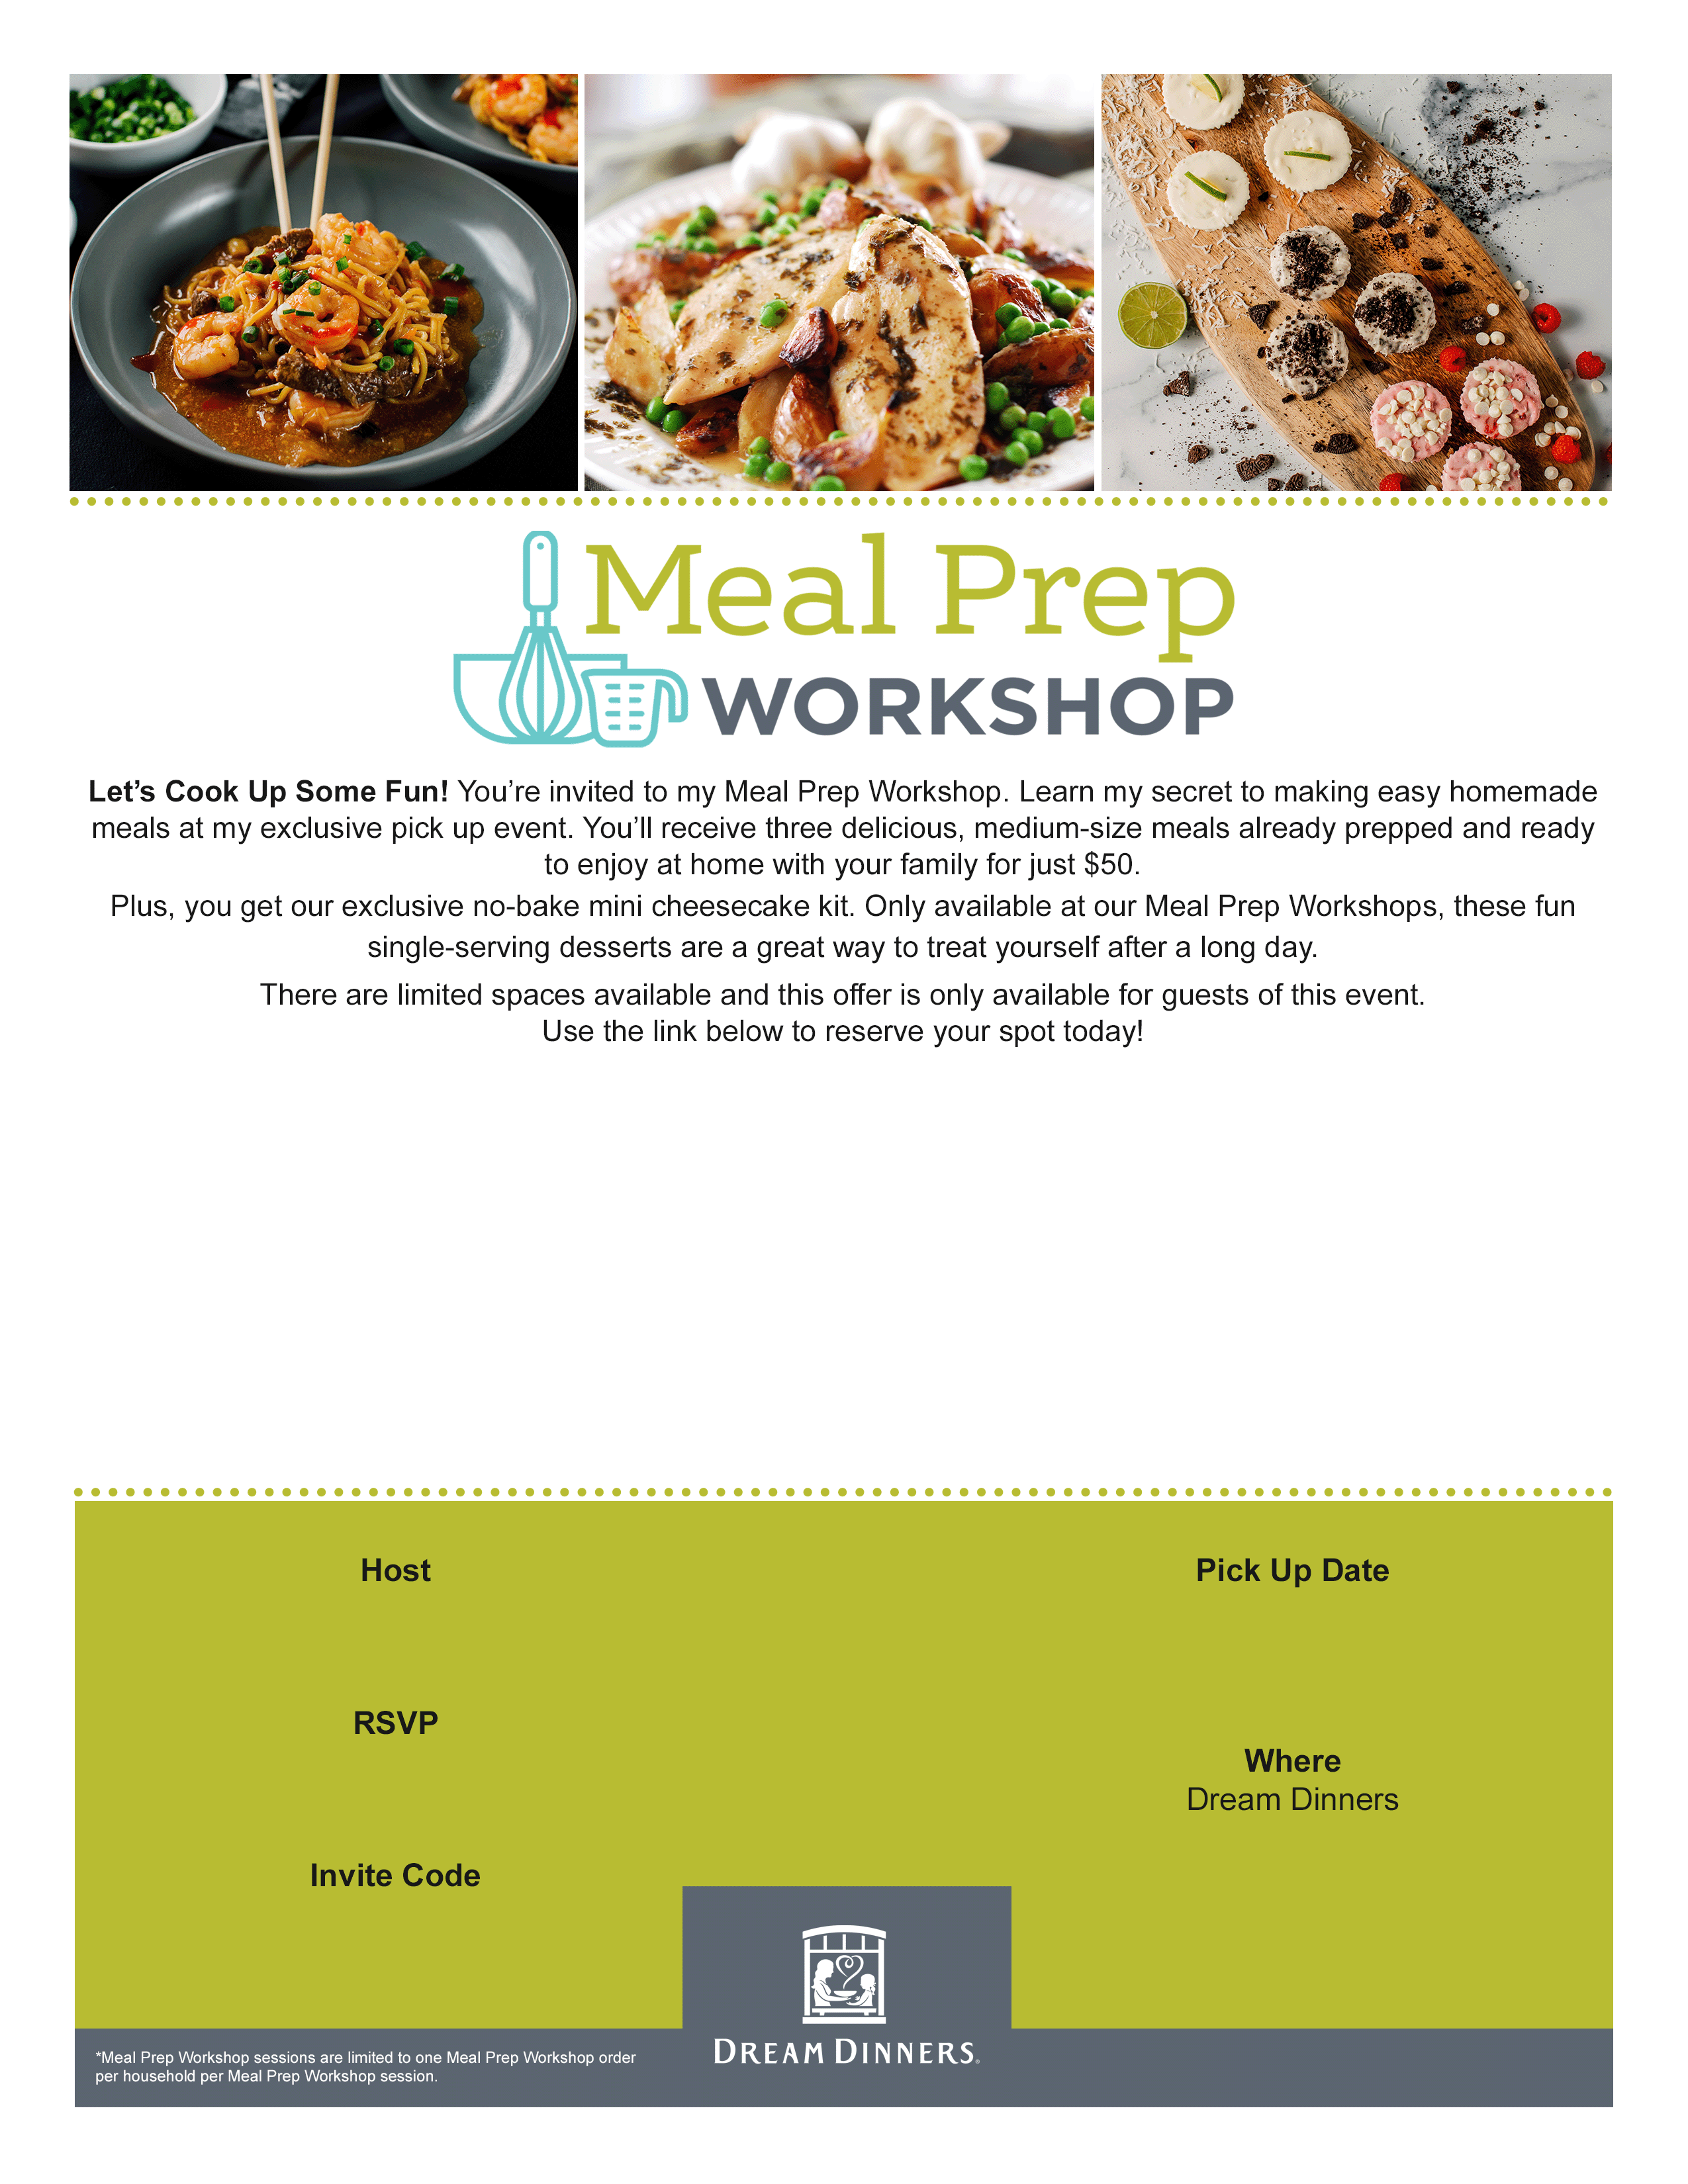 Meal Prep
WORKSHOP
Let’s Cook Up Some Fun! You’re invited to my Meal Prep Workshop. Learn my secret to making easy homemade
meals at my exclusive pick up event. You’ll receive three delicious, medium-size meals already prepped and ready
to enjoy at home with your family for just $50.
Plus, you get our exclusive no-bake mini cheesecake kit. Only available at our Meal Prep Workshops, these fun
single-serving desserts are a great way to treat yourself after a long day.
There are limited spaces available and this offer is only available for guests of this event.
Use the link below to reserve your spot today!
Host
RSVP
Invite Code
Pick Up Date
Where
Dream Dinners
*Meal Prep Workshop sessions are limited to one Meal Prep Workshop order
per household per Meal Prep Workshop session.
DREAM DINNERS®